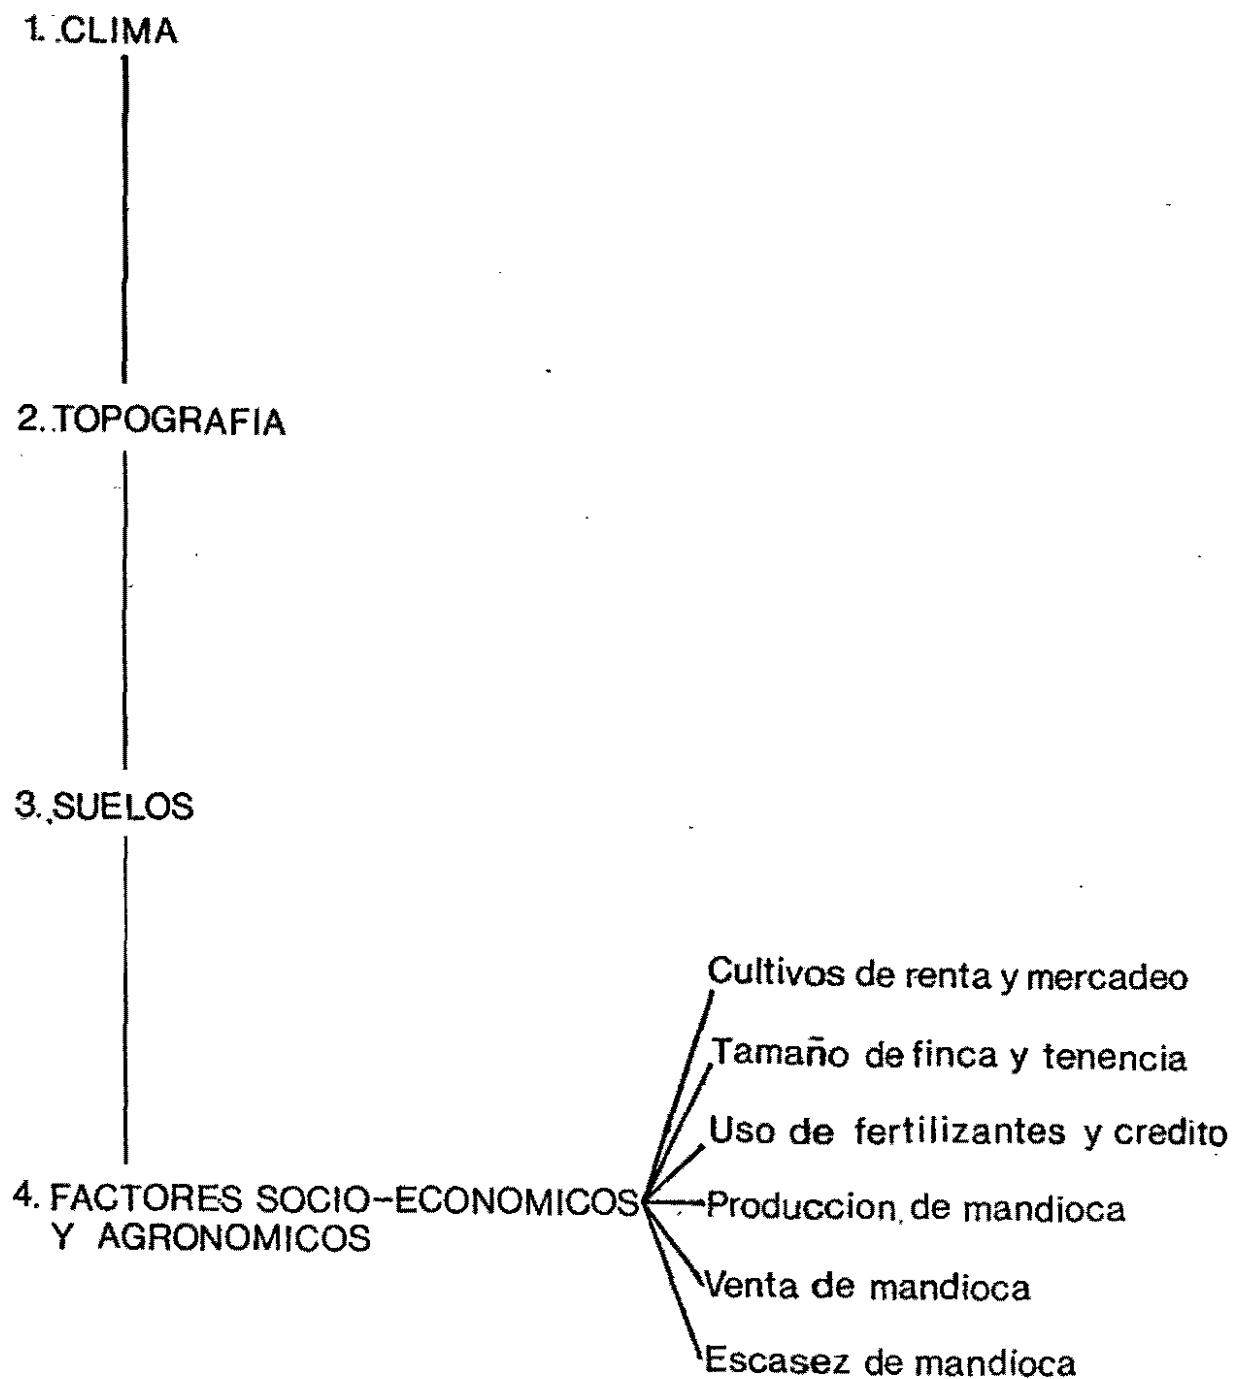 1. CLIMA
2. TOPOGRAFIA
3. SUELOS
Cultivos de renta y mercadeo
Tamaño de finca y tenencia
Uso de fertilizantes y credito
4. FACTORES SOCIO-ECONOMICOS
Y AGRONOMICOS
Produccion de mandioca
Venta de mandioca
Escasez de mandioca